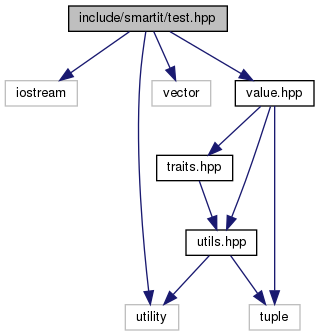 include/smartit/test.hpp
iostream
vector
value.hpp
traits.hpp
utils.hpp
utility
tuple